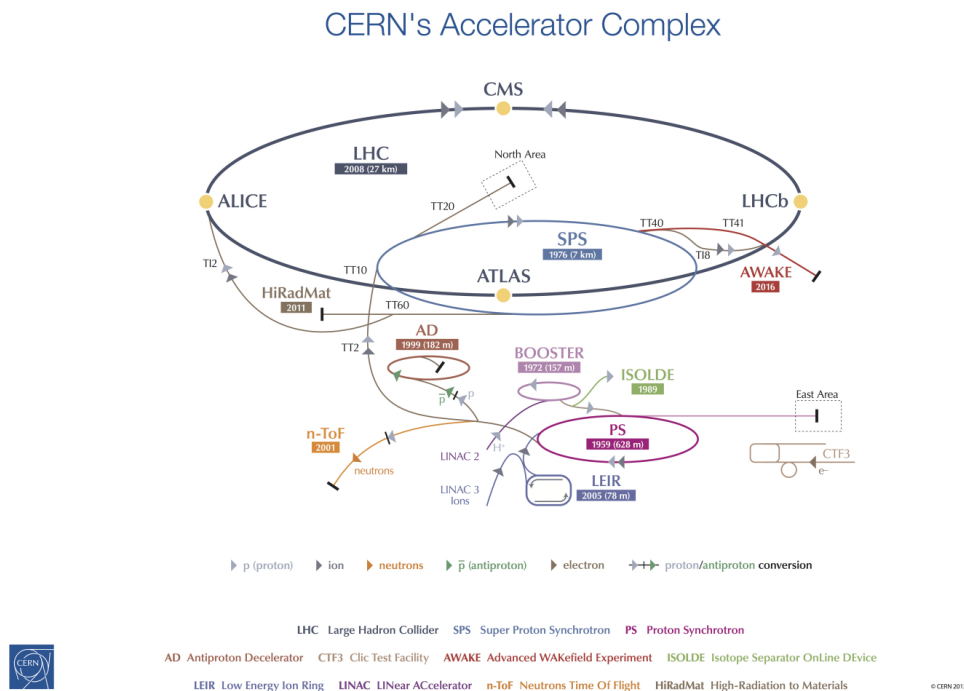 CERN's Accelerator Complex
CMS
LHC
2008 (27 km)
North Area
ALICE
LHCb
TT20
TT40
TT41
SPS
1976 (7 km)
TI8
TI2
TT10
ATLAS
AWAKE
2016
HiRadMat
2011
TT60
TT2
AD
1999 (182 m)
BOOSTER
1972 (157 m)
ISOLDE
1989
p̅
p
East Area
n-ToF
2001
PS
1959 (628 m)
H⁺
LINAC 2
neutrons
CTF3
e–
LINAC 3
Ions
LEIR
2005 (78 m)
p (proton) ion neutrons p̅ (antiproton) electron proton/antiproton conversion
LHC Large Hadron Collider SPS Super Proton Synchrotron PS Proton Synchrotron
AD Antiproton Decelerator CTF3 Clic Test Facility AWAKE Advanced WAKefield Experiment ISOLDE Isotope Separator OnLine DEvice
LEIR Low Energy Ion Ring LINAC LINear ACcelerator n-ToF Neutrons Time Of Flight HiRadMat High-Radiation to Materials
CERN
© CERN